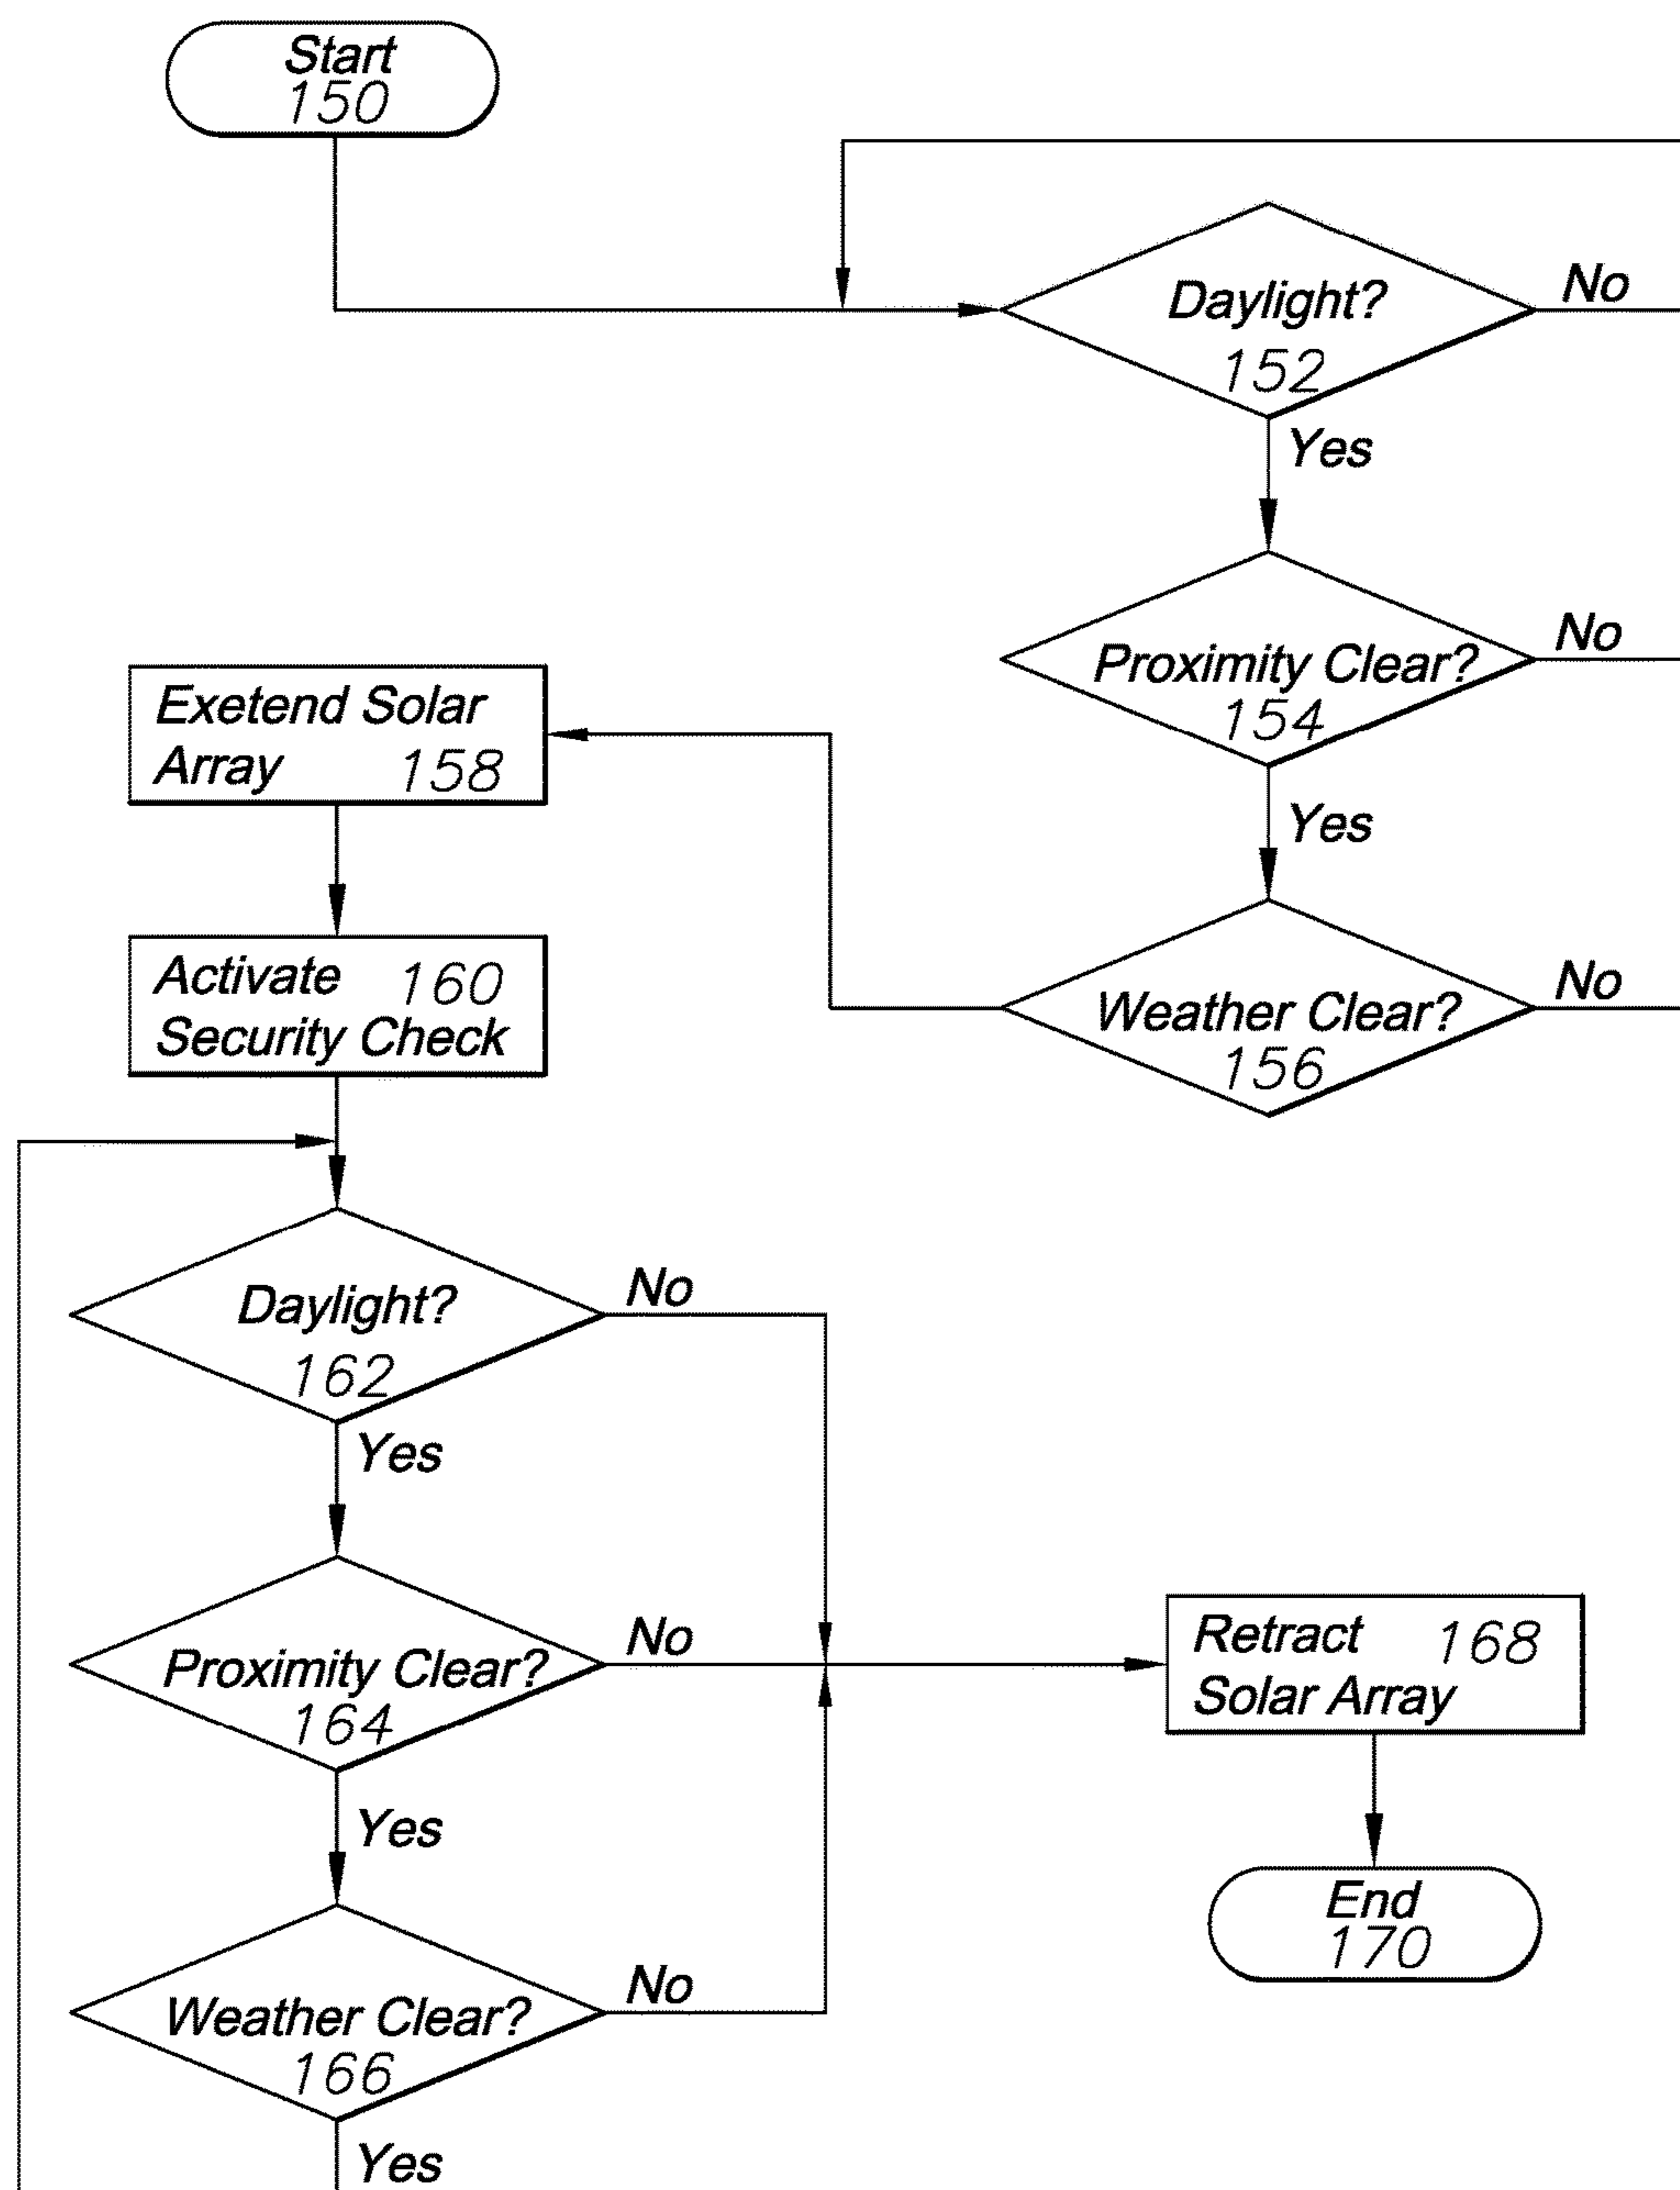 Start
150
Daylight?
No
152
Yes
Proximity Clear?
No
154
Yes
Weather Clear?
No
156
Exetend Solar
Array 158
Activate 160
Security Check
Daylight?
No
162
Yes
Proximity Clear?
No
164
Yes
Weather Clear?
No
166
Yes
Retract 168
Solar Array
End
170